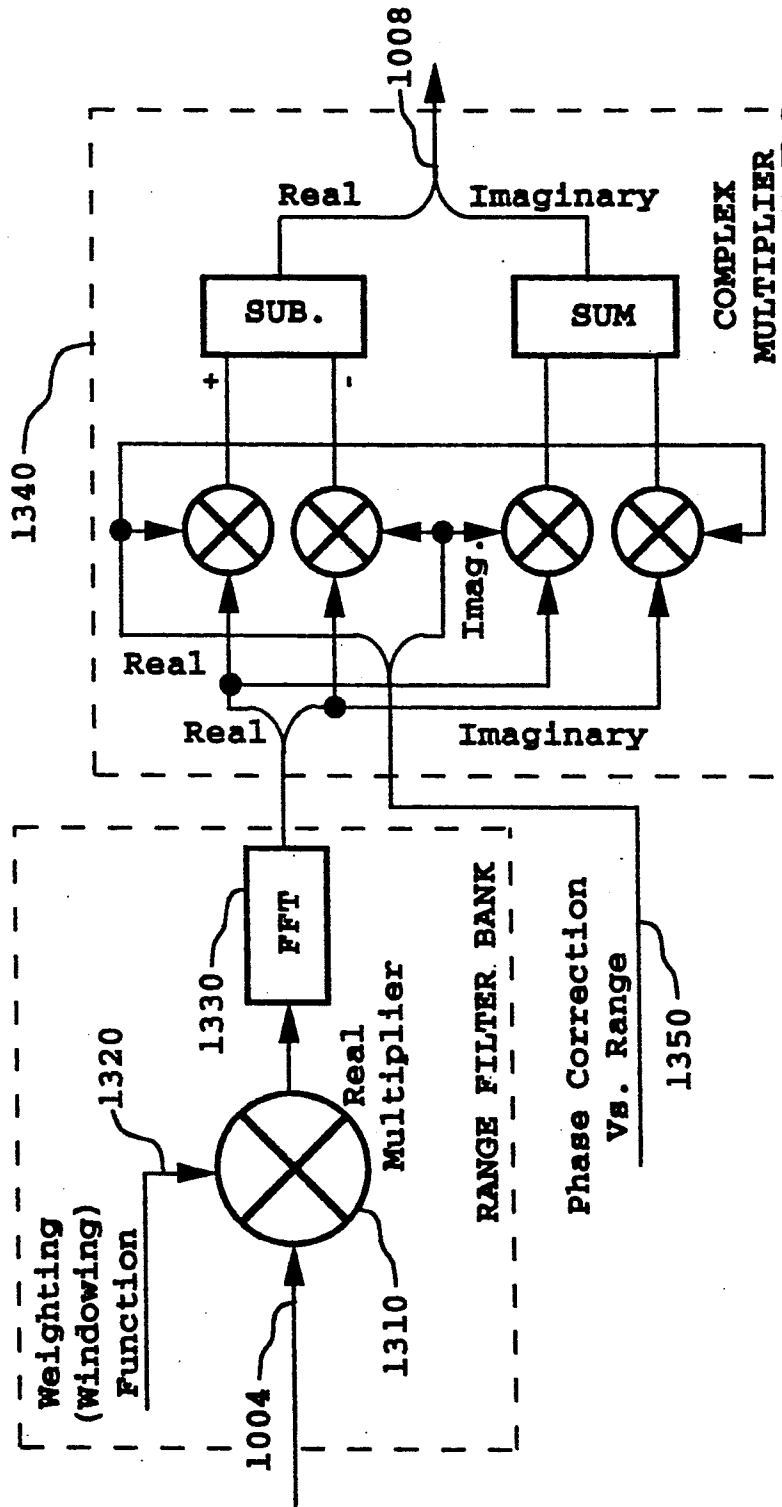 1340
1008
Real
Imaginary
SUB.
+
-
SUM
COMPLEX
MULTIPLIER
Real
Imag.
Real
Imaginary
Weighting
(Windowing)
Function
1320
1330
FFT
Real
Multiplier
1004
1310
RANGE FILTER BANK
Phase Correction
Vs. Range
1350